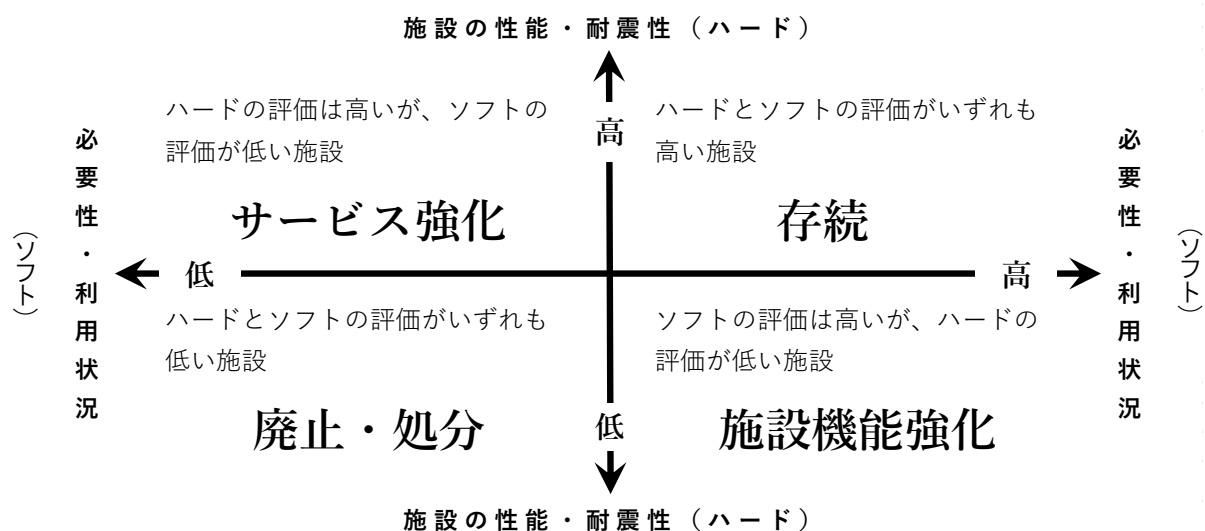 施設の性能・耐震性（ハード）
ハードの評価は高いが、ソフトの
評価が低い施設
サービス強化
高
ハードとソフトの評価がいずれも
高い施設
存続
必要性・利用状況
（ソフト）
低
高
必要性・利用状況
（ソフト）
ハードとソフトの評価がいずれも
低い施設
廃止・処分
低
ソフトの評価は高いが、ハードの
評価が低い施設
施設機能強化
施設の性能・耐震性（ハード）